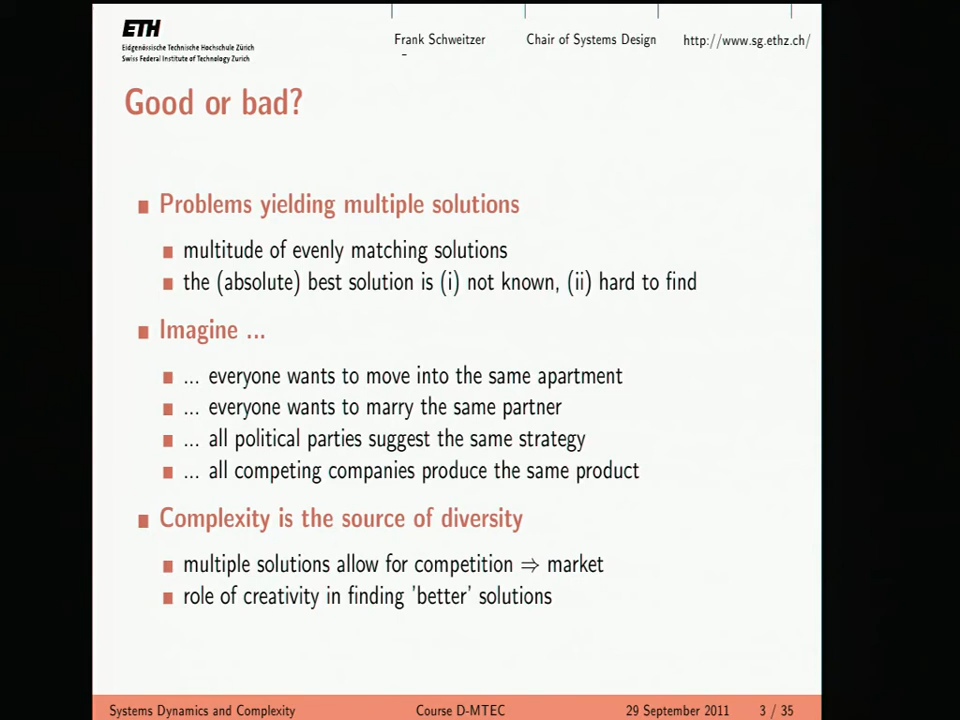 ETH
Eidgenössische Technische Hochschule Zürich
Swiss Federal Institute of Technology Zurich
Frank Schweitzer
Chair of Systems Design
http://www.sg.ethz.ch/
Good or bad?
Problems yielding multiple solutions
multitude of evenly matching solutions
the (absolute) best solution is (i) not known, (ii) hard to find
Imagine ...
... everyone wants to move into the same apartment
... everyone wants to marry the same partner
... all political parties suggest the same strategy
... all competing companies produce the same product
Complexity is the source of diversity
multiple solutions allow for competition ⇒ market
role of creativity in finding 'better' solutions
Systems Dynamics and Complexity
Course D-MTEC
29 September 2011
3 / 35